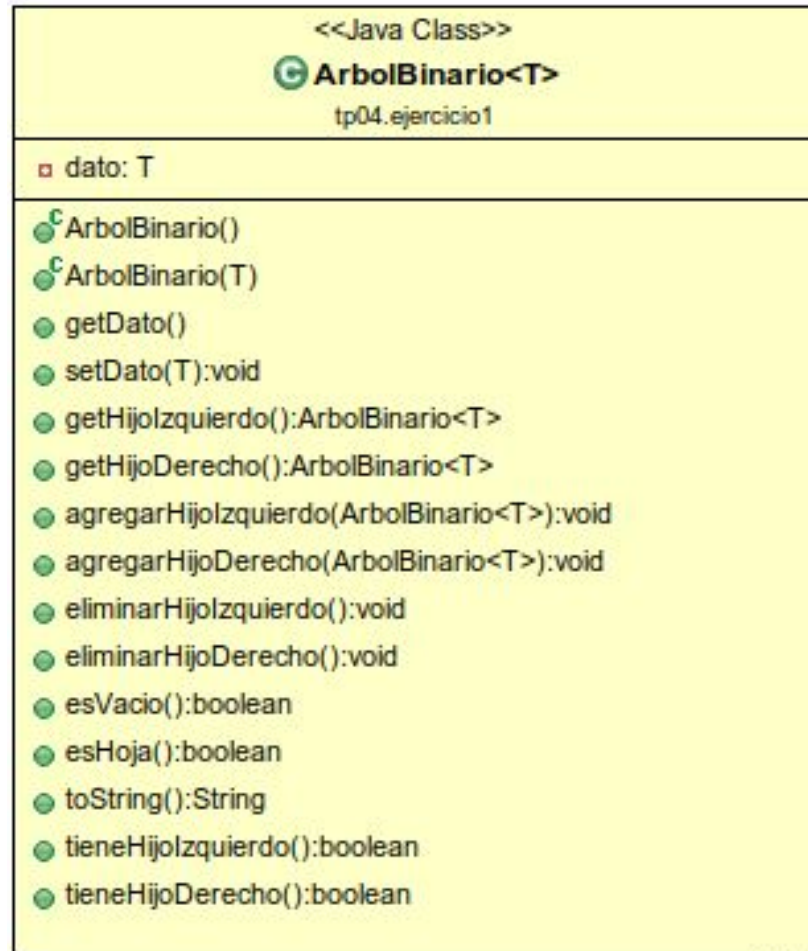 <<Java Class>>
C ArbolBinario<T>
tp04.ejercicio1
dato: T
C ArbolBinario()
C ArbolBinario(T)
getDato()
setDato(T):void
getHijoIzquierdo():ArbolBinario<T>
getHijoDerecho():ArbolBinario<T>
agregarHijoIzquierdo(ArbolBinario<T>):void
agregarHijoDerecho(ArbolBinario<T>):void
eliminarHijoIzquierdo():void
eliminarHijoDerecho():void
esVacio():boolean
esHoja():boolean
toString():String
tieneHijoIzquierdo():boolean
tieneHijoDerecho():boolean